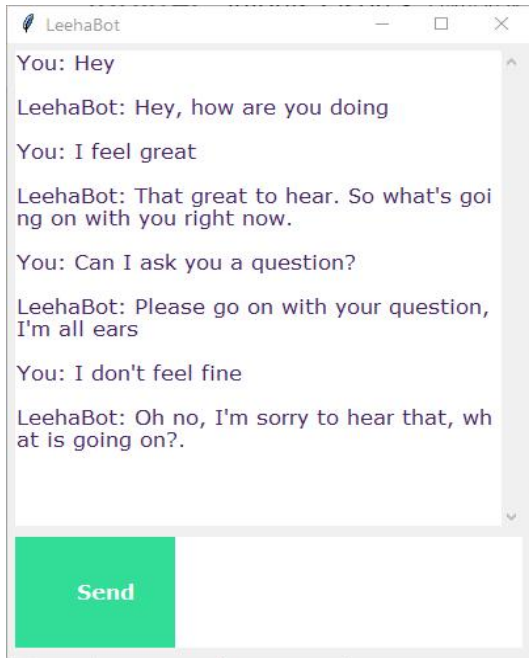 LeehaBot
You: Hey
LeehaBot: Hey, how are you doing
You: I feel great
LeehaBot: That great to hear. So what's goi
ng on with you right now.
You: Can I ask you a question?
LeehaBot: Please go on with your question,
I'm all ears
You: I don't feel fine
LeehaBot: Oh no, I'm sorry to hear that, wh
at is going on?.
Send